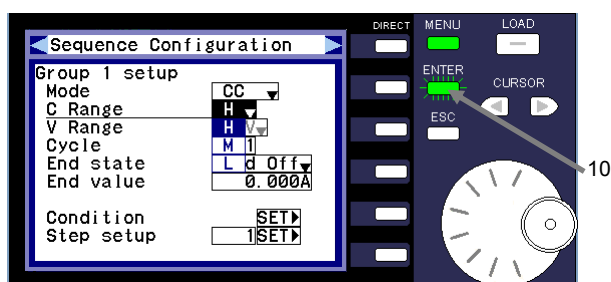 DIRECT MENU LOAD
Sequence Configuration
ENTER
CURSOR
ESC
10
Group 1 setup
Mode CC
C Range H
V Range H V
Cycle M 1
End state L d Off
End value 0.000A
Condition SET
Step setup 1 SET